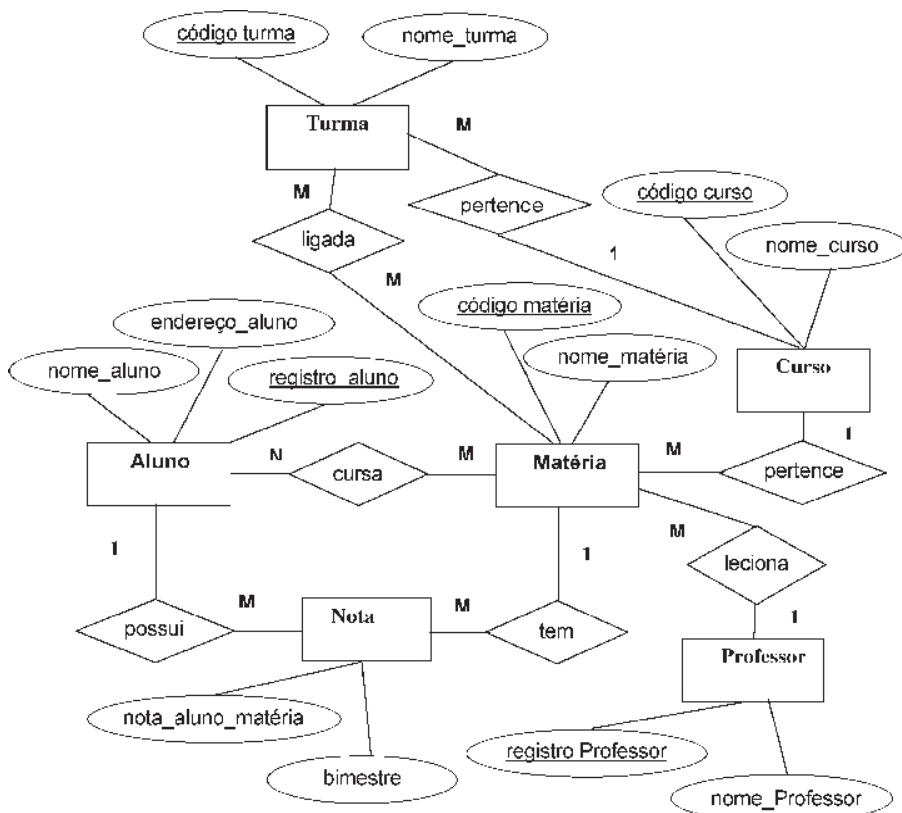 código turma
nome_turma
Turma
M
M
pertence
código curso
ligada
1
nome_curso
M
código matéria
endereço_aluno
nome_matéria
Curso
nome_aluno
registro_aluno
Aluno
N
cursa
M
Matéria
M
1
pertence
M
leciona
1
1
M
Nota
M
1
possui
tem
Professor
nota_aluno_matéria
registro Professor
bimestre
nome_Professor